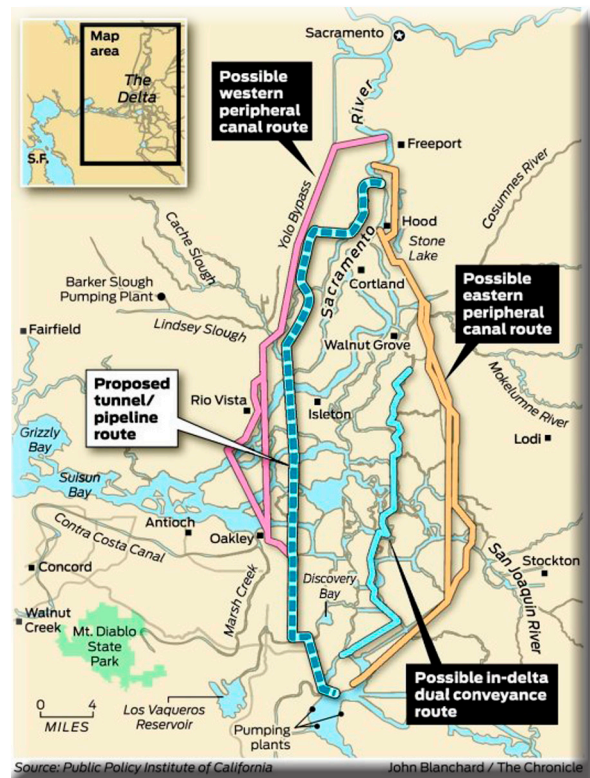 Map
area
The
Delta
S.F.
Sacramento
Possible
western
peripheral
canal route
River
Freeport
Cosumnes River
Yolo Bypass
Cache Slough
Hood
Sacramento
Stone
Lake
Cortland
Possible
eastern
peripheral
canal route
Barker Slough
Pumping Plant
Lindsey Slough
Fairfield
Walnut Grove
Mokelumne River
Proposed
tunnel/
pipeline
route
Rio Vista
Isleton
Lodi
Grizzly
Bay
Suisun
Bay
Antioch
Contra Costa Canal
Oakley
Concord
Marsh Creek
Discovery
Bay
San Joaquin River
Stockton
Walnut
Creek
Mt. Diablo
State
Park
Possible in-delta
dual conveyance
route
0 4
MILES
Los Vaqueros
Reservoir
Pumping
plants
Source: Public Policy Institute of California
John Blanchard / The Chronicle